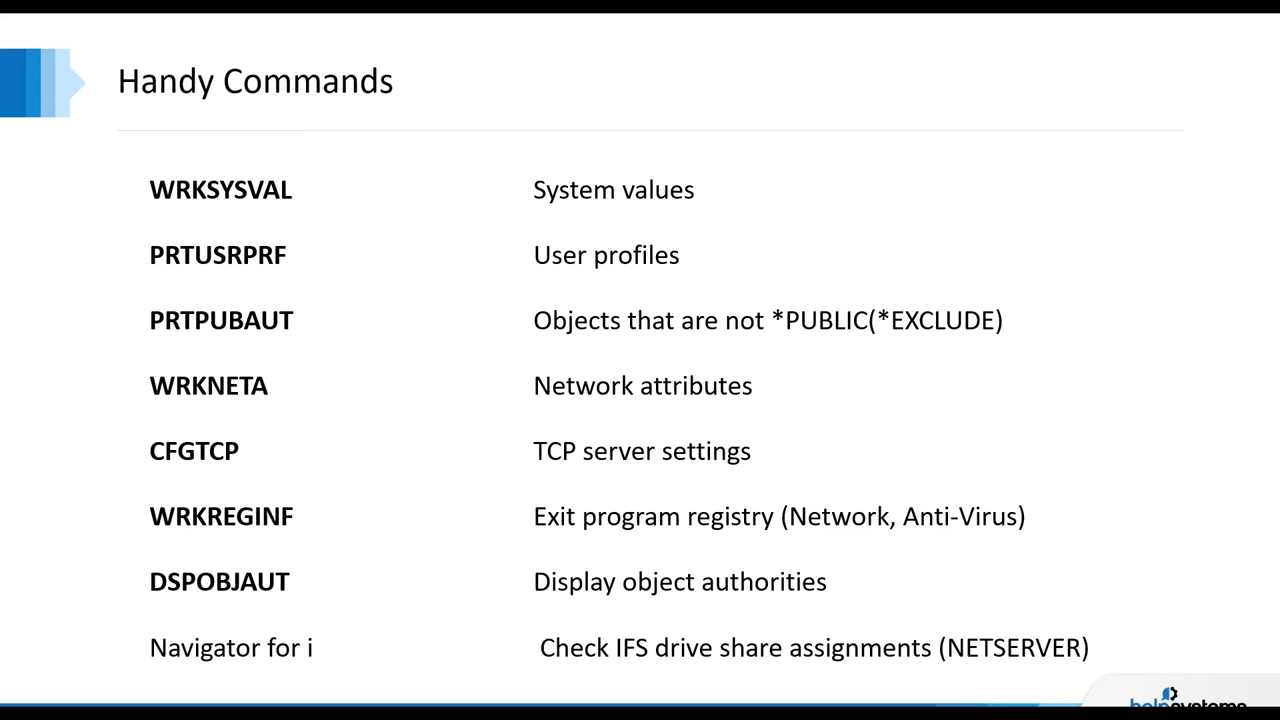 Handy Commands
WRKSYSVAL System values
PRTUSRPRF User profiles
PRTPUBAUT Objects that are not *PUBLIC(*EXCLUDE)
WRKNETA Network attributes
CFGTCP TCP server settings
WRKREGINF Exit program registry (Network, Anti-Virus)
DSPOBJAUT Display object authorities
Navigator for i Check IFS drive share assignments (NETSERVER)